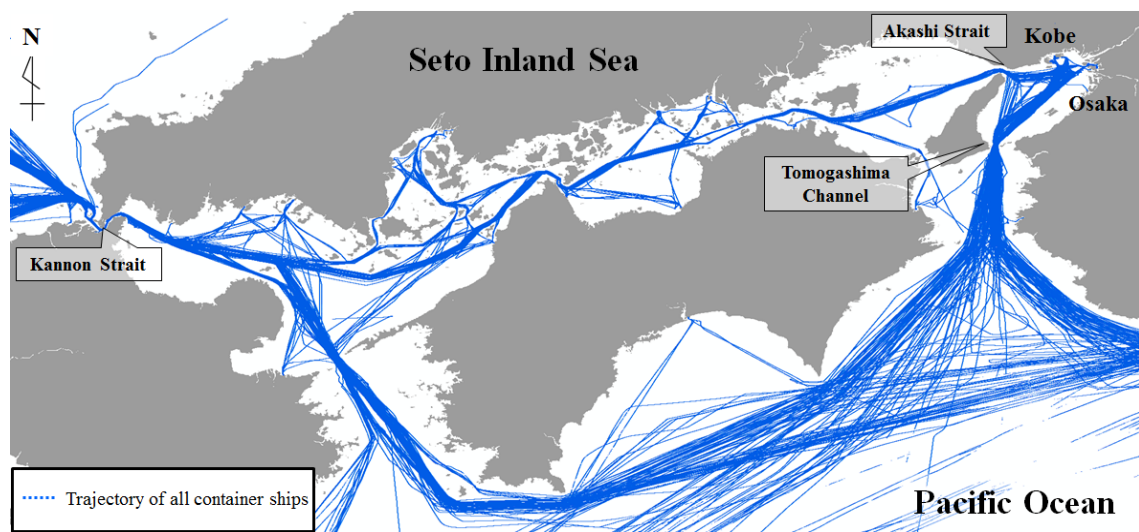 Akashi Strait
Kobe
N
Seto Inland Sea
Osaka
Tomogashima
Channel
Kannon Strait
Trajectory of all container ships
Pacific Ocean